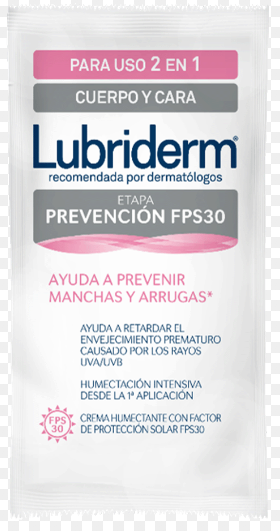 PARA USO 2 EN 1
CUERPO Y CARA
Lubriderm®
recomendada por dermatólogos
ETAPA
PREVENCIÓN FPS30
AYUDA A PREVENIR
MANCHAS Y ARRUGAS*
AYUDA A RETARDAR EL
ENVEJECIMIENTO PREMATURO
CAUSADO POR LOS RAYOS
UVA/UVB
HUMECTACIÓN INTENSIVA
DESDE LA 1ª APLICACIÓN
FPS
30
CREMA HUMECTANTE CON FACTOR
DE PROTECCIÓN SOLAR FPS30